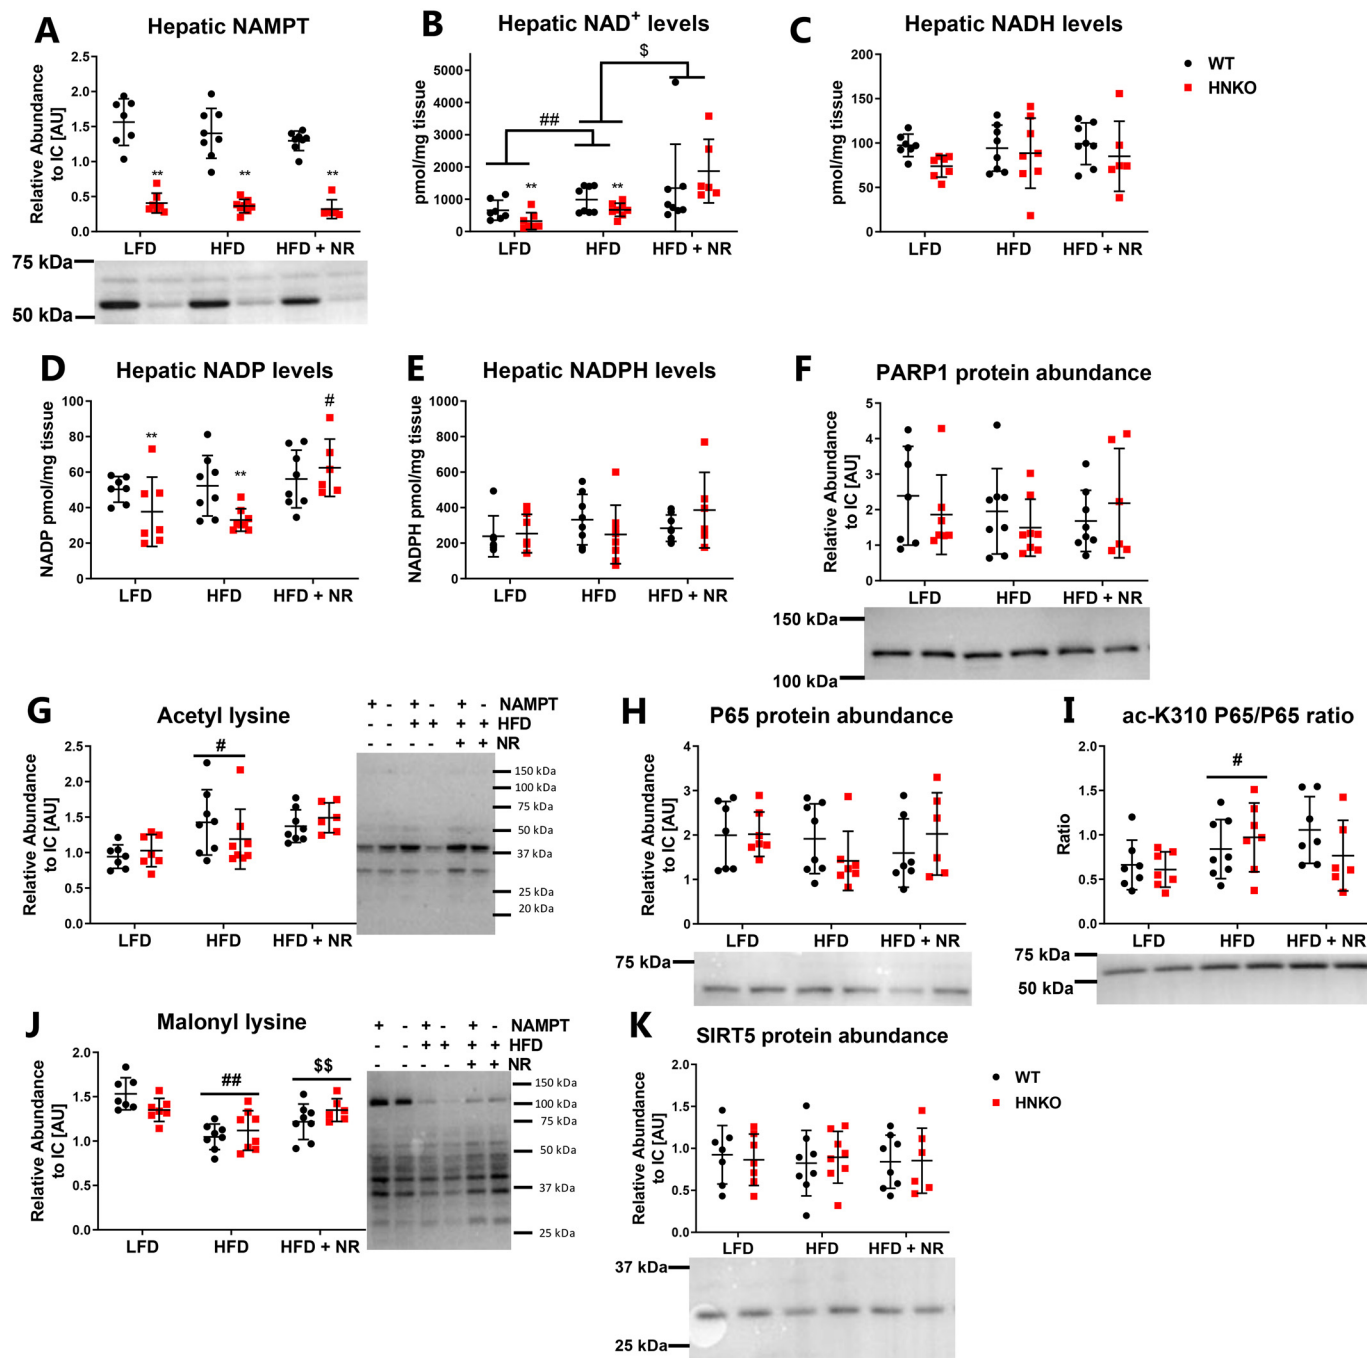 A
Hepatic NAMPT
Relative Abundance
to IC [AU]
2.5
2.0
1.5
1.0
0.5
0.0
**
**
**
LFD
HFD
HFD + NR
75 kDa
50 kDa
B
Hepatic NAD+ levels
pmol/mg tissue
5000
4000
3000
2000
1000
0
$
##
**
**
LFD
HFD
HFD + NR
C
Hepatic NADH levels
pmol/mg tissue
200
150
100
50
0
LFD
HFD
HFD + NR
WT
HNKO
D
Hepatic NADP levels
NADP pmol/mg tissue
100
80
60
40
20
0
**
**
#
LFD
HFD
HFD + NR
E
Hepatic NADPH levels
NADPH pmol/mg tissue
1000
800
600
400
200
0
LFD
HFD
HFD + NR
F
PARP1 protein abundance
Relative Abundance
to IC [AU]
5
4
3
2
1
0
LFD
HFD
HFD + NR
150 kDa
100 kDa
G
Acetyl lysine
Relative Abundance
to IC [AU]
2.5
2.0
1.5
1.0
0.5
0.0
#
LFD
HFD
HFD + NR
+ - + - + - NAMPT
- - + + + + HFD
- - - - + + NR
150 kDa
100 kDa
75 kDa
50 kDa
37 kDa
25 kDa
20 kDa
H
P65 protein abundance
Relative Abundance
to IC [AU]
4
3
2
1
0
LFD
HFD
HFD + NR
75 kDa
I
ac-K310 P65/P65 ratio
Ratio
2.0
1.5
1.0
0.5
0.0
#
LFD
HFD
HFD + NR
75 kDa
50 kDa
J
Malonyl lysine
Relative Abundance
to IC [AU]
2.0
1.5
1.0
0.5
0.0
##
$$
LFD
HFD
HFD + NR
+ - + - + - NAMPT
- - + + + + HFD
- - - - + + NR
150 kDa
100 kDa
75 kDa
50 kDa
37 kDa
25 kDa
K
SIRT5 protein abundance
Relative Abundance
to IC [AU]
2.0
1.5
1.0
0.5
0.0
LFD
HFD
HFD + NR
WT
HNKO
37 kDa
25 kDa